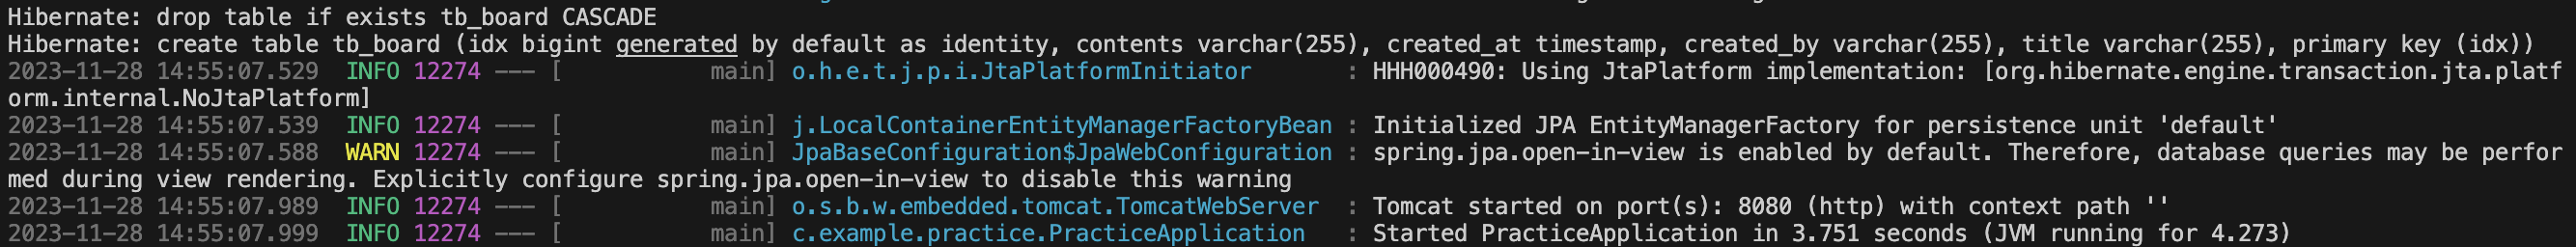 Hibernate: drop table if exists tb_board CASCADE
Hibernate: create table tb_board (idx bigint generated by default as identity, contents varchar(255), created_at timestamp, created_by varchar(255), title varchar(255), primary key (idx))
2023-11-28 14:55:07.529  INFO 12274 --- [           main] o.h.e.t.j.p.i.JtaPlatformInitiator       : HHH000490: Using JtaPlatform implementation: [org.hibernate.engine.transaction.jta.platf
orm.internal.NoJtaPlatform]
2023-11-28 14:55:07.539  INFO 12274 --- [           main] j.LocalContainerEntityManagerFactoryBean : Initialized JPA EntityManagerFactory for persistence unit 'default'
2023-11-28 14:55:07.588  WARN 12274 --- [           main] JpaBaseConfiguration$JpaWebConfiguration : spring.jpa.open-in-view is enabled by default. Therefore, database queries may be perfor
med during view rendering. Explicitly configure spring.jpa.open-in-view to disable this warning
2023-11-28 14:55:07.989  INFO 12274 --- [           main] o.s.b.w.embedded.tomcat.TomcatWebServer  : Tomcat started on port(s): 8080 (http) with context path ''
2023-11-28 14:55:07.999  INFO 12274 --- [           main] c.example.practice.PracticeApplication   : Started PracticeApplication in 3.751 seconds (JVM running for 4.273)